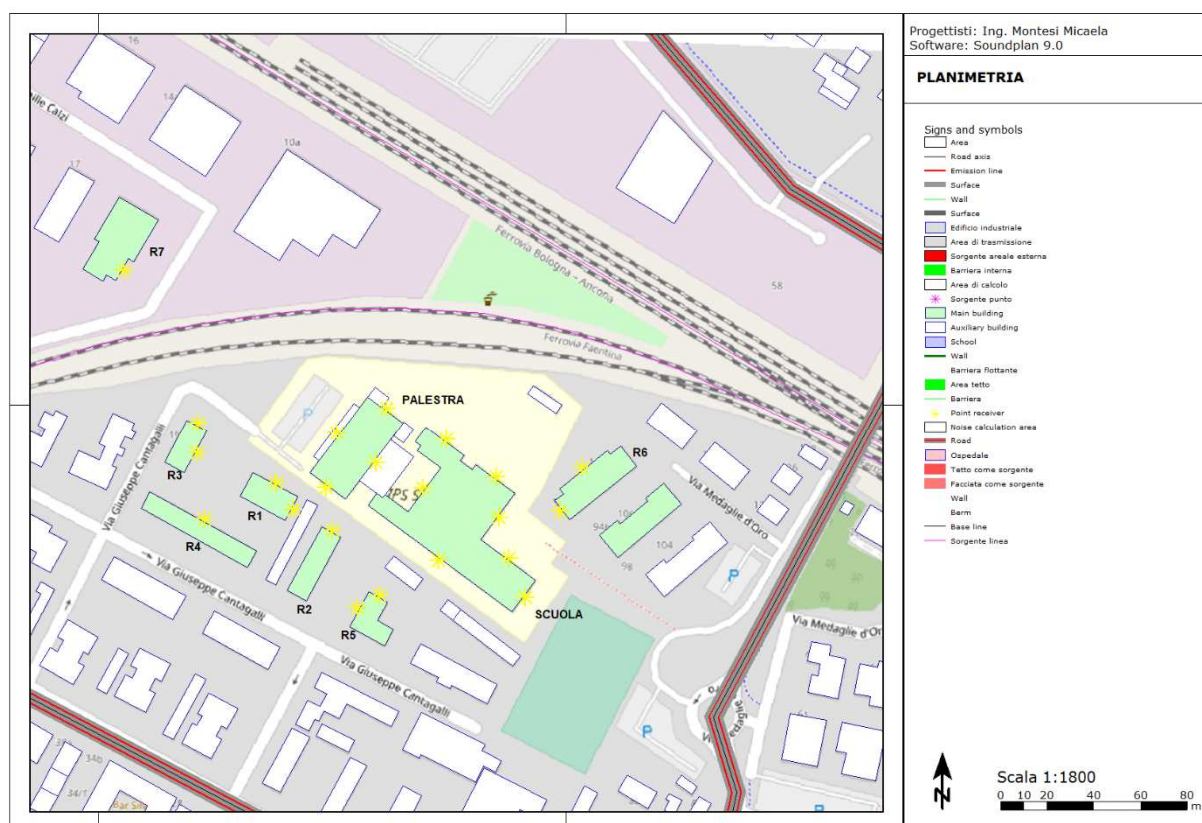 Progettisti: Ing. Montesi Micaela
Software: Soundplan 9.0
PLANIMETRIA
Signs and symbols
Area
Road axis
Emission line
Surface
Wall
Surface
Edificio industriale
Area di trasmissione
Sorgente areale esterna
Barriera interna
Area di calcolo
Sorgente punto
Main building
Auxiliary building
School
Wall
Barriera flottante
Area tetto
Barriera
Point receiver
Noise calculation area
Road
Ospedale
Tetto come sorgente
Facciata come sorgente
Wall
Berm
Base line
Sorgente linea
N
Scala 1:1800
0 10 20 40 60 80
m
16
14
10a
17
R7
Ferrovia Bologna - Ancona
58
Ferrovia Faentina
PALESTRA
P
R3
R1
R6
Via Giuseppe Cantagalli
Via Medaglie d'Oro
R4
104
98
P
R2
Via Giuseppe Cantagalli
SCUOLA
R5
Via Medaglie d'Oro
Via Giuseppe Cantagalli
P
34b
34/1
P